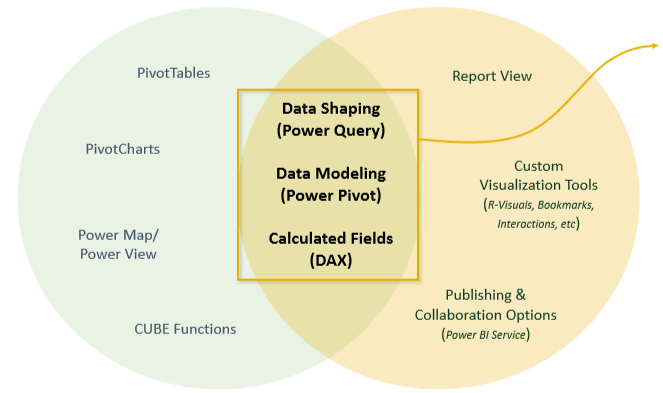 PivotTables
PivotCharts
Power Map/
Power View
CUBE Functions
Data Shaping
(Power Query)
Data Modeling
(Power Pivot)
Calculated Fields
(DAX)
Report View
Custom
Visualization Tools
(R-Visuals, Bookmarks,
Interactions, etc)
Publishing &
Collaboration Options
(Power BI Service)